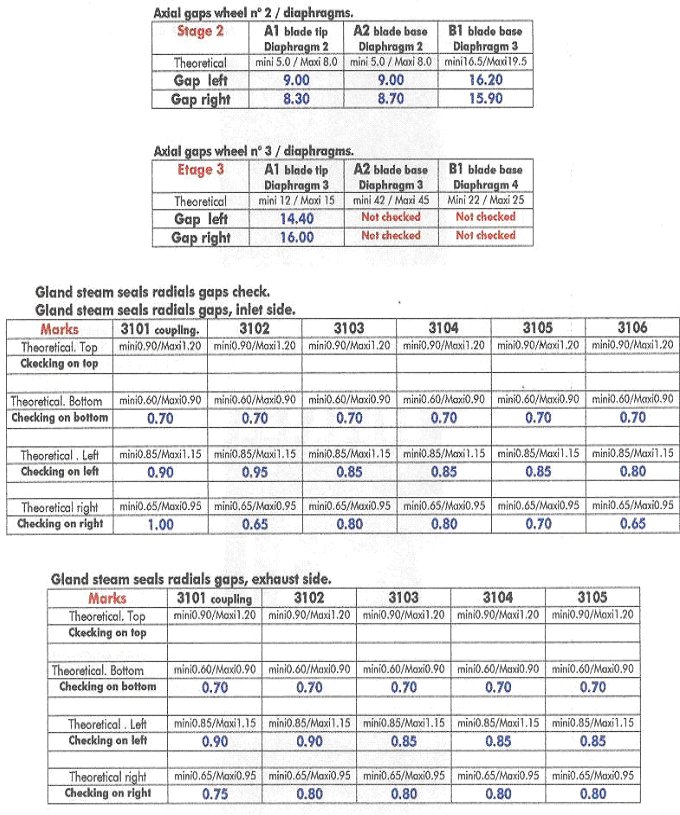 Axial gaps wheel n° 2 / diaphragms.
Stage 2 A1 blade tip A2 blade base B1 blade base
Diaphragm 2 Diaphragm 2 Diaphragm 3
Theoretical mini 5.0 / Maxi 8.0 mini 5.0 / Maxi 8.0 mini16.5/Maxi19.5
Gap left 9.00 9.00 16.20
Gap right 8.30 8.70 15.90
Axial gaps wheel n° 3 / diaphragms.
Etage 3 A1 blade tip A2 blade base B1 blade base
Diaphragm 3 Diaphragm 3 Diaphragm 4
Theoretical mini 12 / Maxi 15 mini 42 / Maxi 45 Mini 22 / Maxi 25
Gap left 14.40 Not checked Not checked
Gap right 16.00 Not checked Not checked
Gland steam seals radials gaps check.
Gland steam seals radials gaps, inlet side.
Marks 3101 coupling. 3102 3103 3104 3105 3106
Theoretical. Top mini0.90/Maxi1.20 mini0.90/Maxi1.20 mini0.90/Maxi1.20 mini0.90/Maxi1.20 mini0.90/Maxi1.20 mini0.90/Maxi1.20
Ckecking on top
Theoretical. Bottom mini0.60/Maxi0.90 mini0.60/Maxi0.90 mini0.60/Maxi0.90 mini0.60/Maxi0.90 mini0.60/Maxi0.90 mini0.60/Maxi0.90
Checking on bottom 0.70 0.70 0.70 0.70 0.70 0.70
Theoretical . Left mini0.85/Maxi1.15 mini0.85/Maxi1.15 mini0.85/Maxi1.15 mini0.85/Maxi1.15 mini0.85/Maxi1.15 mini0.85/Maxi1.15
Checking on left 0.90 0.95 0.85 0.85 0.85 0.80
Theoretical right mini0.65/Maxi0.95 mini0.65/Maxi0.95 mini0.65/Maxi0.95 mini0.65/Maxi0.95 mini0.65/Maxi0.95 mini0.65/Maxi0.95
Checking on right 1.00 0.65 0.80 0.80 0.70 0.65
Gland steam seals radials gaps, exhaust side.
Marks 3101 coupling 3102 3103 3104 3105
Theoretical. Top mini0.90/Maxi1.20 mini0.90/Maxi1.20 mini0.90/Maxi1.20 mini0.90/Maxi1.20 mini0.90/Maxi1.20
Ckecking on top
Theoretical. Bottom mini0.60/Maxi0.90 mini0.60/Maxi0.90 mini0.60/Maxi0.90 mini0.60/Maxi0.90 mini0.60/Maxi0.90
Checking on bottom 0.70 0.70 0.70 0.70 0.70
Theoretical . Left mini0.85/Maxi1.15 mini0.85/Maxi1.15 mini0.85/Maxi1.15 mini0.85/Maxi1.15 mini0.85/Maxi1.15
Checking on left 0.90 0.90 0.85 0.85 0.85
Theoretical right mini0.65/Maxi0.95 mini0.65/Maxi0.95 mini0.65/Maxi0.95 mini0.65/Maxi0.95 mini0.65/Maxi0.95
Checking on right 0.75 0.80 0.80 0.80 0.80